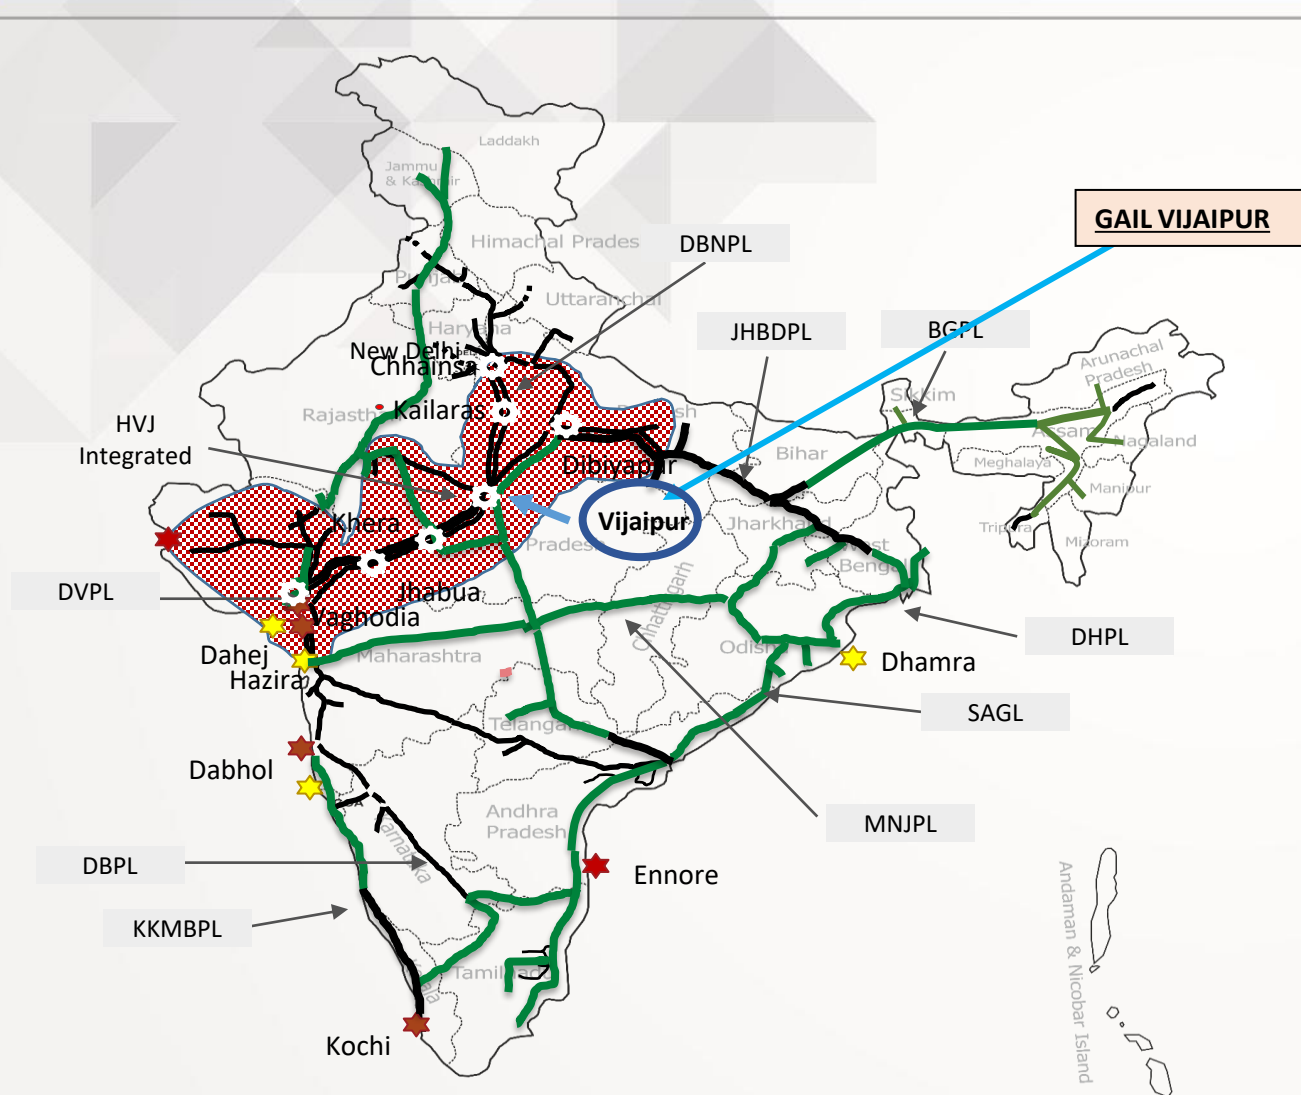 Laddakh
Jammu
& Kashmir
GAIL VIJAIPUR
Himachal Prades
DBNPL
Punjab
Uttaranchal
JHBDPL
BGPL
Haryana
New Delhi
Chhainsa
Arunachal
Pradesh
Sikkim
Rajasth
Kailaras
HVJ
Integrated
Assam
Nagaland
Bihar
Dibiyapur
Meghalaya
Manipur
Vijaipur
Khera
Jharkhand
Tripura
Pradesh
Mizoram
West
Bengal
DVPL
Jhabua
Chhattisgarh
Vaghodia
DHPL
Odisha
Dahej
Maharashtra
Dhamra
Hazira
SAGL
Telangana
Dabhol
Andhra
Pradesh
MNJPL
Karnataka
DBPL
Ennore
KKMBPL
Tamil Nadu
Kerala
Kochi
Andaman & Nicobar Island